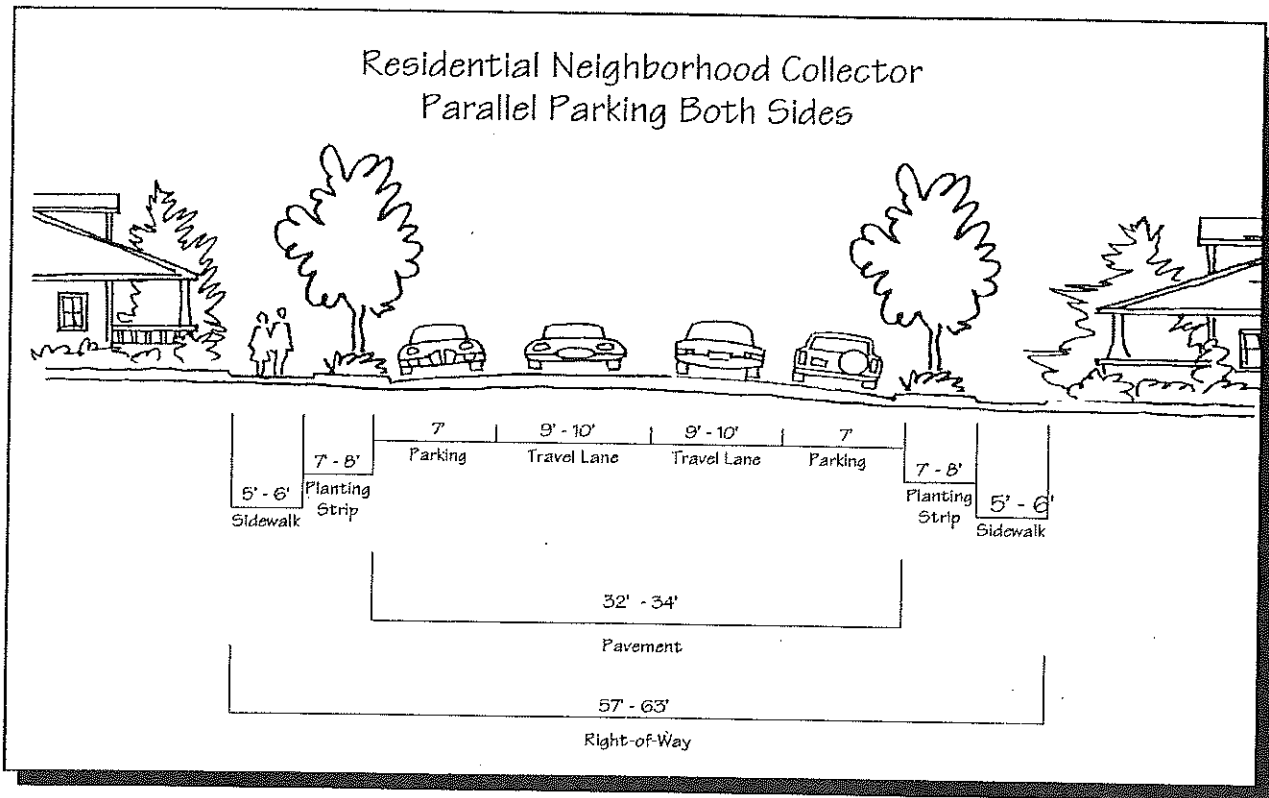 Residential Neighborhood Collector
Parallel Parking Both Sides
7'
Parking
9' - 10'
Travel Lane
9' - 10'
Travel Lane
7'
Parking
7' - 8'
Planting
Strip
5' - 6'
Sidewalk
7' - 8'
Planting
Strip
5' - 6'
Sidewalk
32' - 34'
Pavement
57' - 63'
Right-of-Way